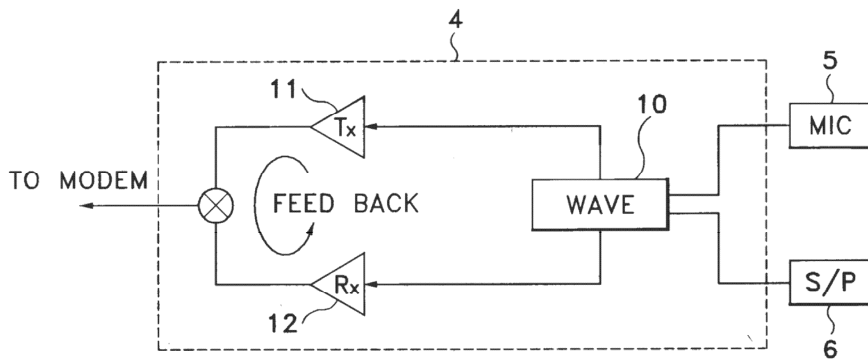 4
5
11
10
Tx
MIC
TO MODEM
FEED BACK
WAVE
Rx
S/P
12
6